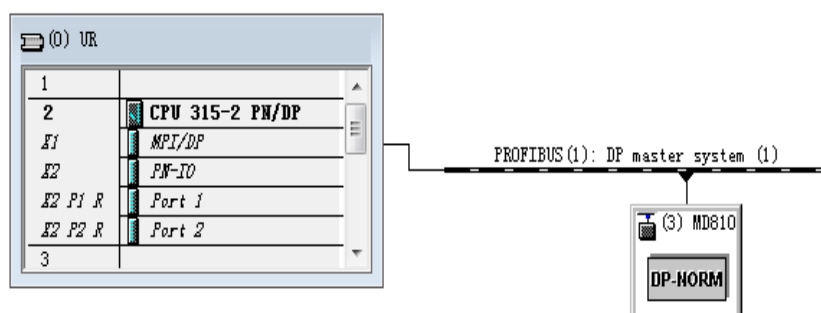 (0) UR
1
2 CPU 315-2 PN/DP
X1 MPI/DP
X2 PN-IO
X2 P1 R Port 1
X2 P2 R Port 2
3
PROFIBUS(1): DP master system (1)
(3) MD810
DP-NORM